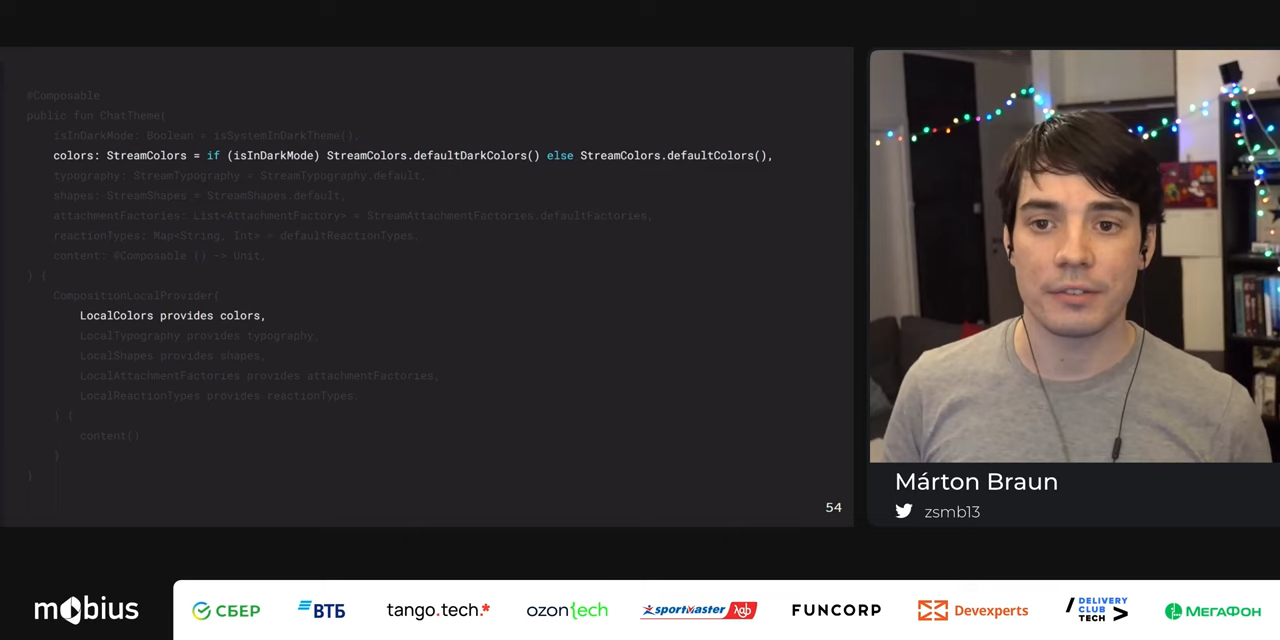 @Composable
public fun ChatTheme(
isInDarkMode: Boolean = isSystemInDarkTheme(),
colors: StreamColors = if (isInDarkMode) StreamColors.defaultDarkColors() else StreamColors.defaultColors(),
typography: StreamTypography = StreamTypography.default,
shapes: StreamShapes = StreamShapes.default,
attachmentFactories: List<AttachmentFactory> = StreamAttachmentFactories.defaultFactories,
reactionTypes: Map<String, Int> = defaultReactionTypes,
content: @Composable () -> Unit,
) {
CompositionLocalProvider(
LocalColors provides colors,
LocalTypography provides typography,
LocalShapes provides shapes,
LocalAttachmentFactories provides attachmentFactories,
LocalReactionTypes provides reactionTypes,
) {
content()
}
}
54
Márton Braun
zsmb13
mobius
СБЕР
ВТБ
tango.tech.*
ozon{tech
sportmaster lab
FUNCORP
Devexperts
/ DELIVERY CLUB TECH >
МЕГАФОН